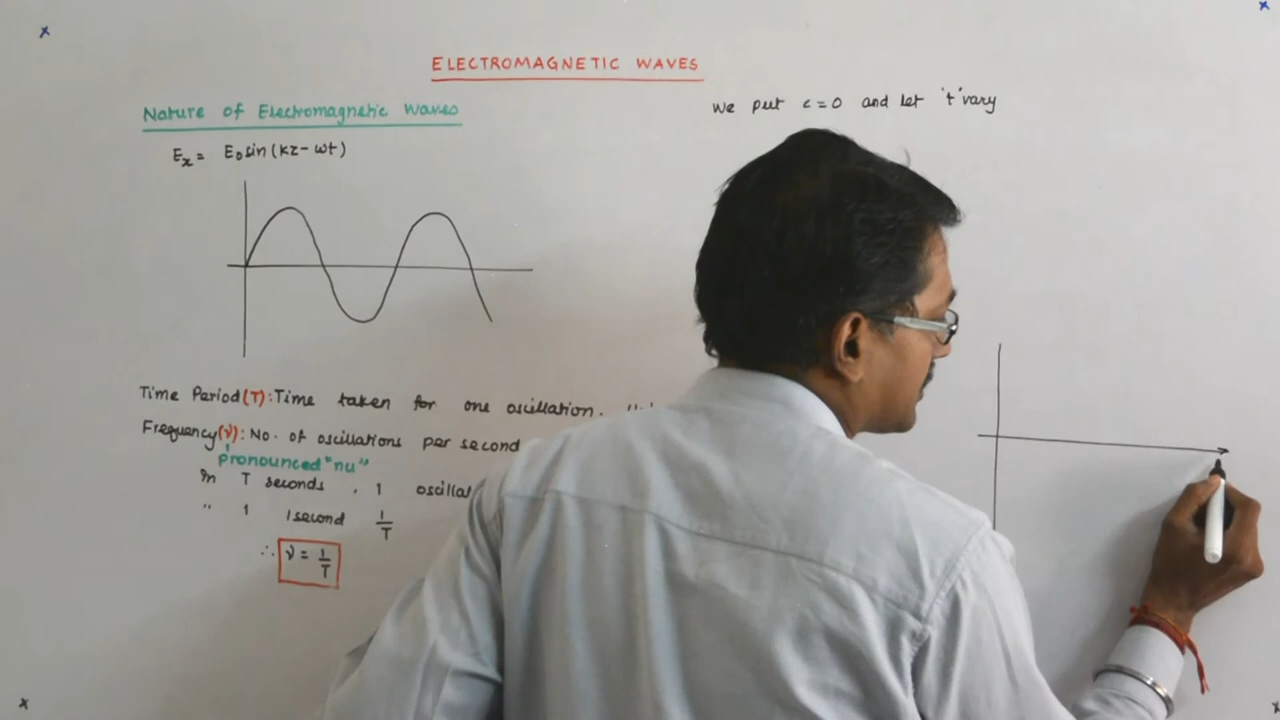 ELECTROMAGNETIC WAVES
Nature of Electromagnetic Waves
Eₓ = E₀ sin (kz - ωt)
Time Period (T) : Time taken for one oscillation.
Frequency (ν) : No. of oscillations per second
pronounced "nu"
In T seconds , 1
" 1 1second 1/T
∴ ν = 1/T
We put c = 0 and let 't' vary